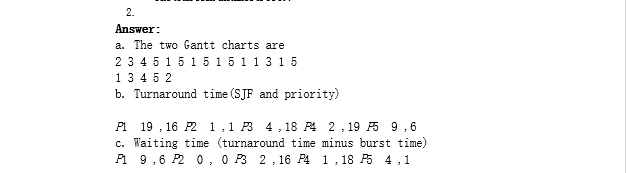 2.
Answer:
a. The two Gantt charts are
2 3 4 5 1 5 1 5 1 5 1 1 3 1 5
1 3 4 5 2
b. Turnaround time(SJF and priority)
P1 19 ,16 P2 1 ,1 P3 4 ,18 P4 2 ,19 P5 9 ,6
c. Waiting time (turnaround time minus burst time)
P1 9 ,6 P2 0 , 0 P3 2 ,16 P4 1 ,18 P5 4 ,1